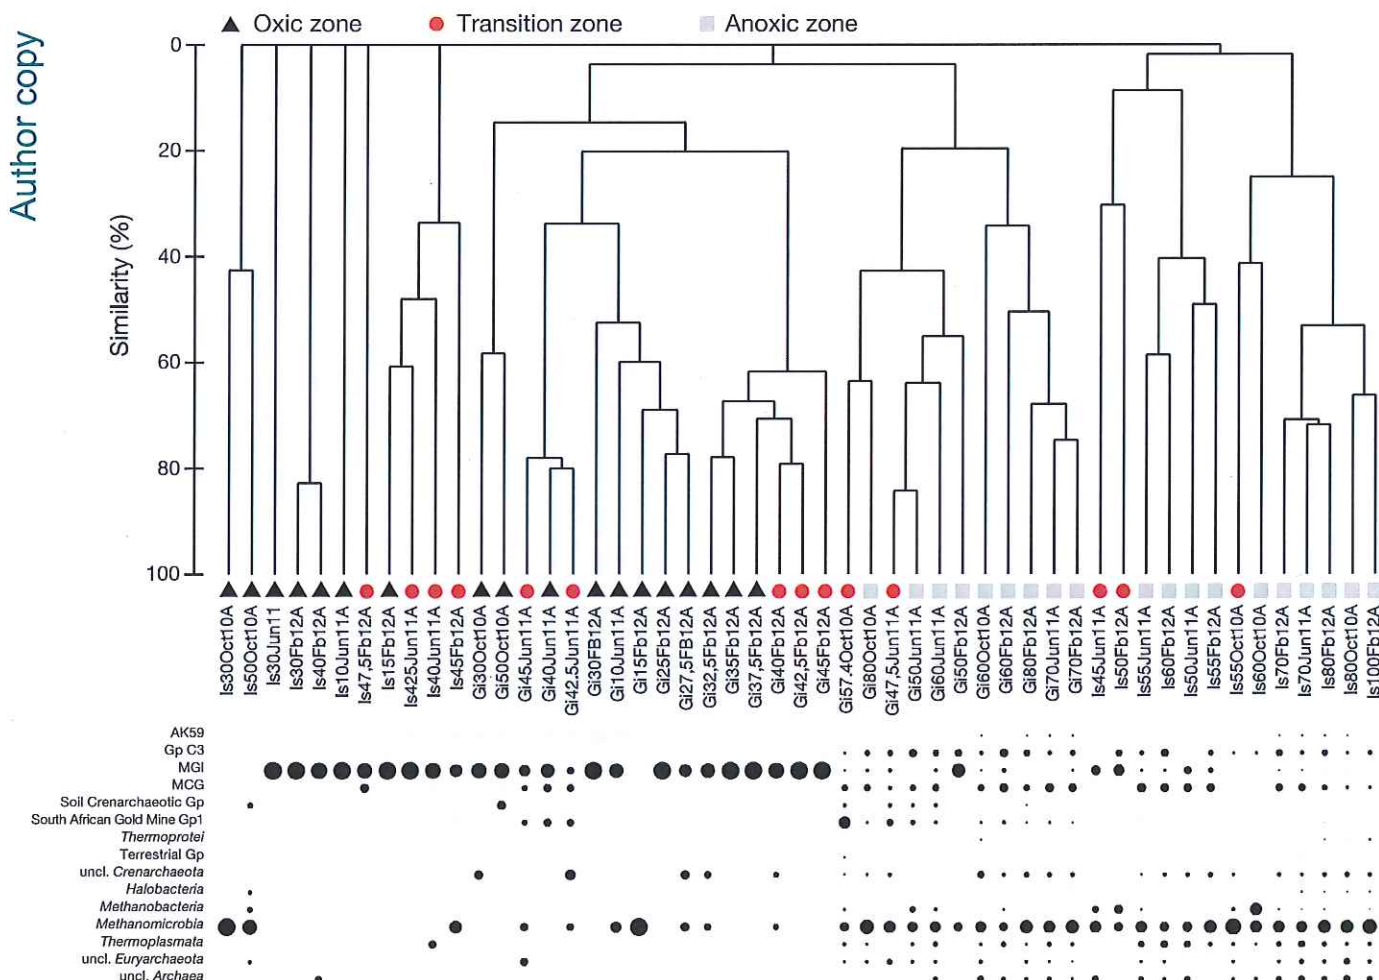 Author copy
Oxic zone Transition zone Anoxic zone
Similarity (%)
0
20
40
60
80
100
Is30Oct10A
Is50Oct10A
Is30Jun11
Is30Fb12A
Is40Fb12A
Is10Jun11A
Is47,5Fb12A
Is15Fb12A
Is425Jun11A
Is40Jun11A
Is45Fb12A
Gi30Oct10A
Gi50Oct10A
Gi45Jun11A
Gi40Jun11A
Gi42.5Jun11A
Gi30FB12A
Gi10Jun11A
Gi15Fb12A
Gi25Fb12A
Gi27,5FB12A
Gi32,5Fb12A
Gi35Fb12A
Gi37,5Fb12A
Gi40Fb12A
Gi42,5Fb12A
Gi45Fb12A
Gi57.4Oct10A
Gi80Oct10A
Gi47,5Jun11A
Gi50Jun11A
Gi60Jun11A
Gi50Fb12A
Gi60Oct10A
Gi60Fb12A
Gi80Fb12A
Gi70Jun11A
Gi70Fb12A
Is45Jun11A
Is50Fb12A
Is55Jun11A
Is60Fb12A
Is50Jun11A
Is55Fb12A
Is55Oct10A
Is60Oct10A
Is70Fb12A
Is70Jun11A
Is80Fb12A
Is80Oct10A
Is100Fb12A
AK59
Gp C3
MGI
MCG
Soil Crenarchaeotic Gp
South African Gold Mine Gp1
Thermoprotei
Terrestrial Gp
uncl. Crenarchaeota
Halobacteria
Methanobacteria
Methanomicrobia
Thermoplasmata
uncl. Euryarchaeota
uncl. Archaea